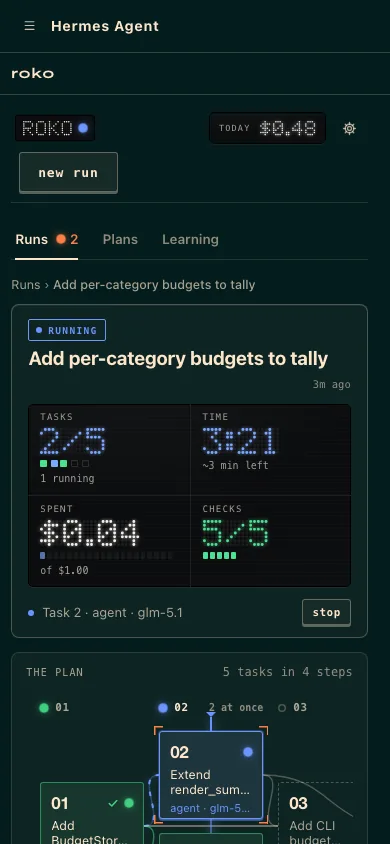 Hermes Agent
roko
ROKO
TODAY $0.48
new run
Runs 2 Plans Learning
Runs › Add per-category budgets to tally
RUNNING
Add per-category budgets to tally
3m ago
TASKS
2/5
1 running
TIME
3:21
~3 min left
SPENT
$0.04
of $1.00
CHECKS
5/5
Task 2 · agent · glm-5.1
stop
THE PLAN 5 tasks in 4 steps
01 02 2 at once 03
02
Extend
render_sum…
agent · glm-5…
01
Add
BudgetStor…
03
Add CLI
budget…